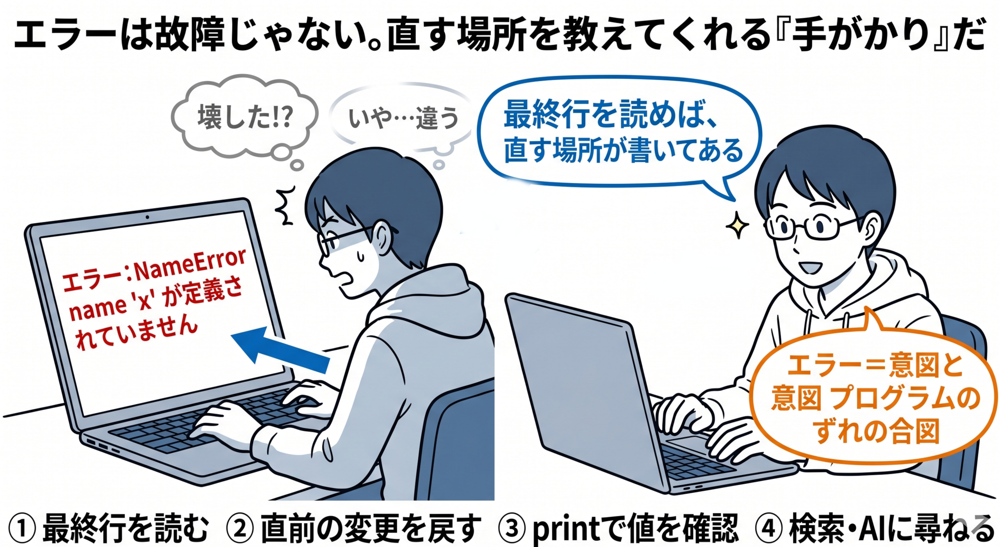 エラーは故障じゃない。直す場所を教えてくれる『手がかり』だ
壊した!?
いや…違う
最終行を読めば、
直す場所が書いてある
エラー：NameError
name 'x' が定義さ
れていません
エラー＝意図と
意図 プログラムの
ずれの合図
① 最終行を読む ② 直前の変更を戻す ③ printで値を確認 ④ 検索・AIに尋ねる